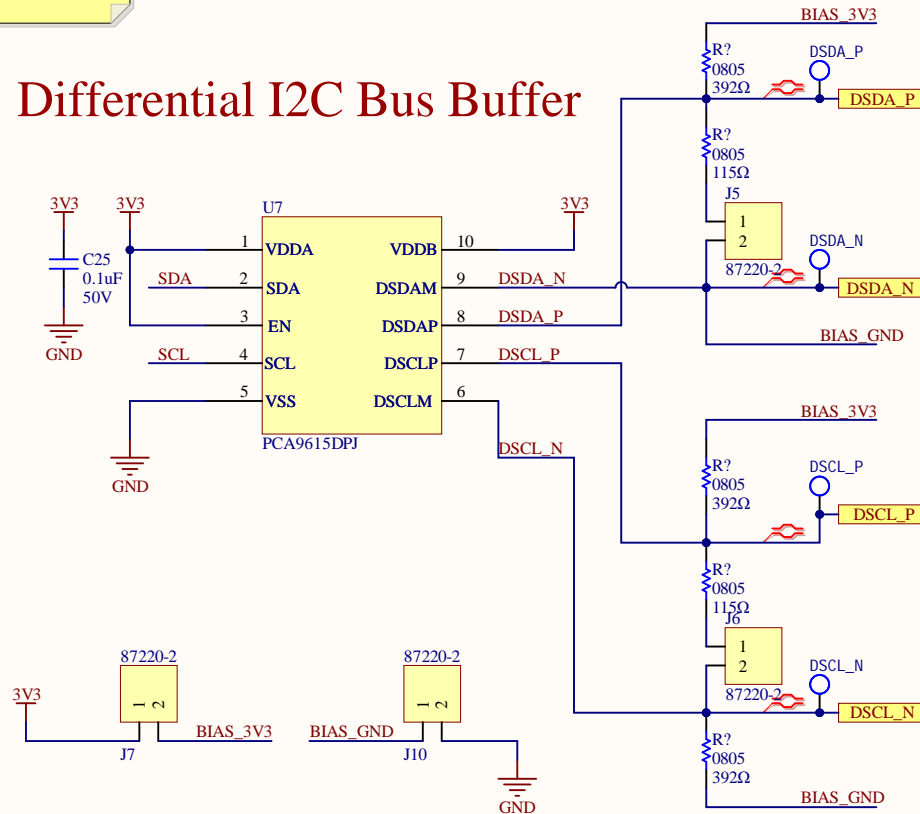 Differential I2C Bus Buffer
BIAS_3V3
R?
0805
392Ω
DSDA_P
DSDA_P
R?
0805
115Ω
J5
1
2
87220-2
DSDA_N
DSDA_N
BIAS_GND
3V3
C25
0.1uF
50V
GND
3V3
U7
1 VDDA
SDA 2 SDA
3 EN
SCL 4 SCL
5 VSS
GND
VDDB 10
3V3
DSDAM 9 DSDA_N
DSDAP 8 DSDA_P
DSCLP 7 DSCL_P
DSCLM 6
DSCL_N
PCA9615DPJ
BIAS_3V3
R?
0805
392Ω
DSCL_P
DSCL_P
R?
0805
115Ω
J6
1
2
87220-2
DSCL_N
DSCL_N
R?
0805
392Ω
BIAS_GND
3V3
87220-2
1 2
J7
BIAS_3V3
BIAS_GND
87220-2
1 2
J10
GND